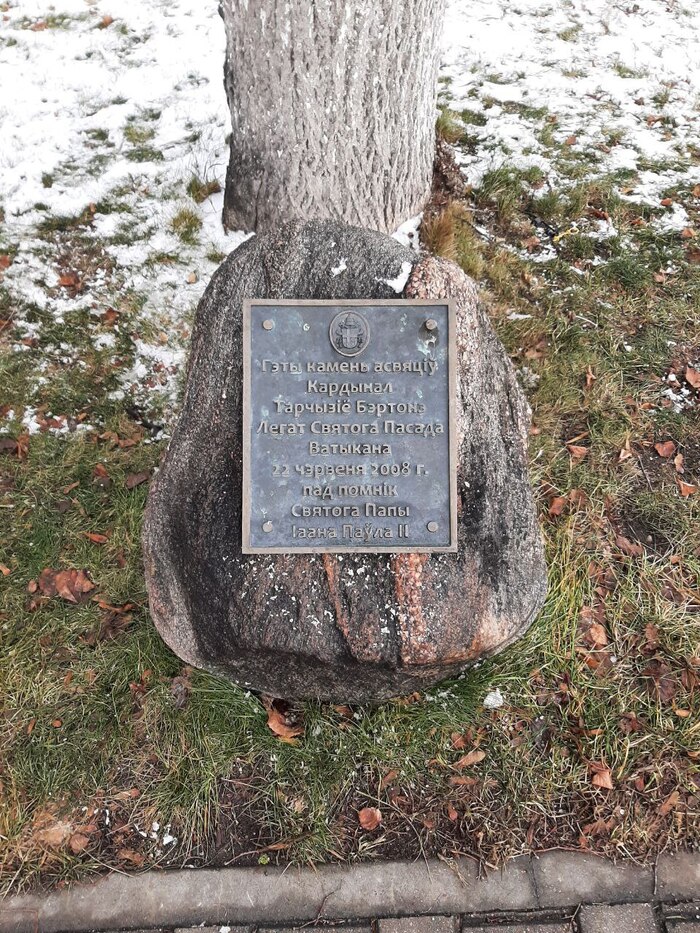 Гэты камень асвяціў
Кардынал
Тарчызіё Бэртонэ
Легат Святога Пасада
Ватыкана
22 чэрвеня 2008 г.
пад помнік
Святога Папы
Іаана Паўла ІІ